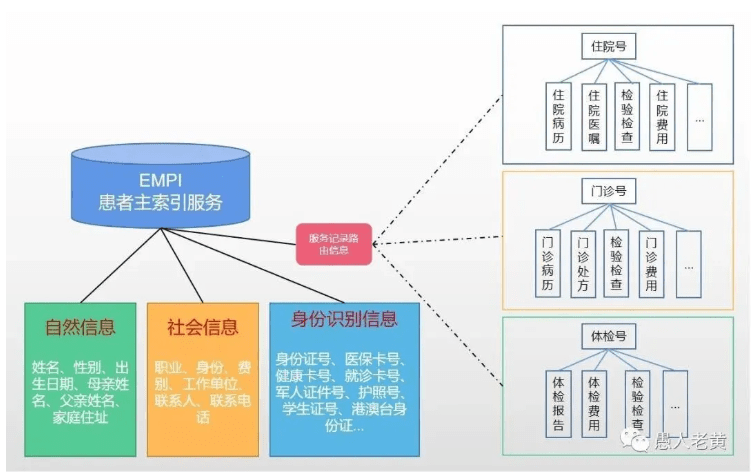 EMPI
患者主索引服务
服务记录路
由信息
自然信息
姓名、性别、出
生日期、母亲姓
名、父亲姓名、
家庭住址
社会信息
职业、身份、费
别、工作单位、
联系人、联系电
话
身份识别信息
身份证号、医保卡号、
健康卡号、就诊卡号、
军人证件号、护照号、
学生证号、港澳台身
份证...
住院号
住院病历
住院医嘱
检验检查
住院费用
...
门诊号
门诊病历
门诊处方
检验检查
门诊费用
...
体检号
体检报告
体检费用
检验检查
...
愚人老黄